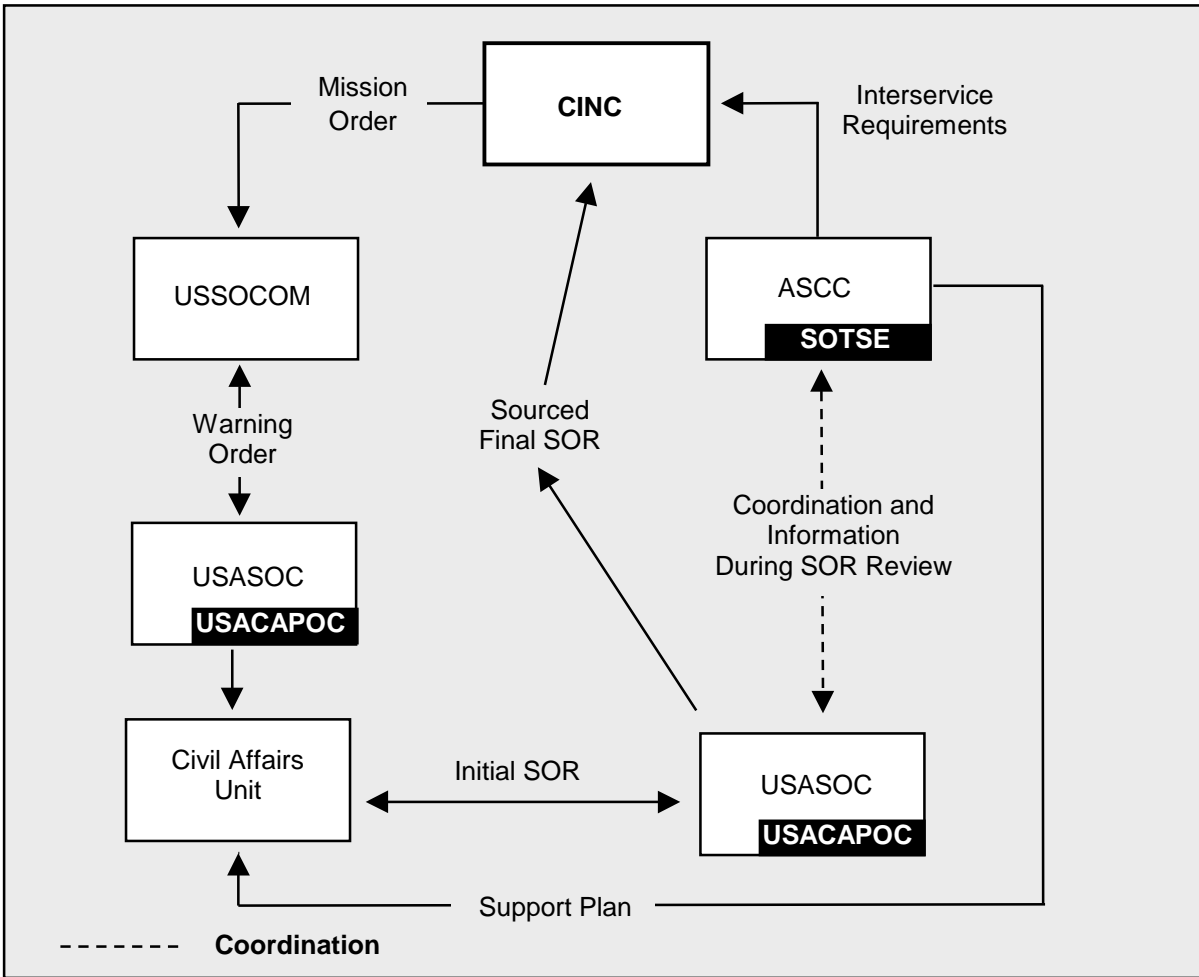 Mission
Order
CINC
Interservice
Requirements
USSOCOM
ASCC
SOTSE
Warning
Order
Sourced
Final SOR
Coordination and
Information
During SOR Review
USASOC
USACAPOC
Civil Affairs
Unit
Initial SOR
USASOC
USACAPOC
Support Plan
Coordination